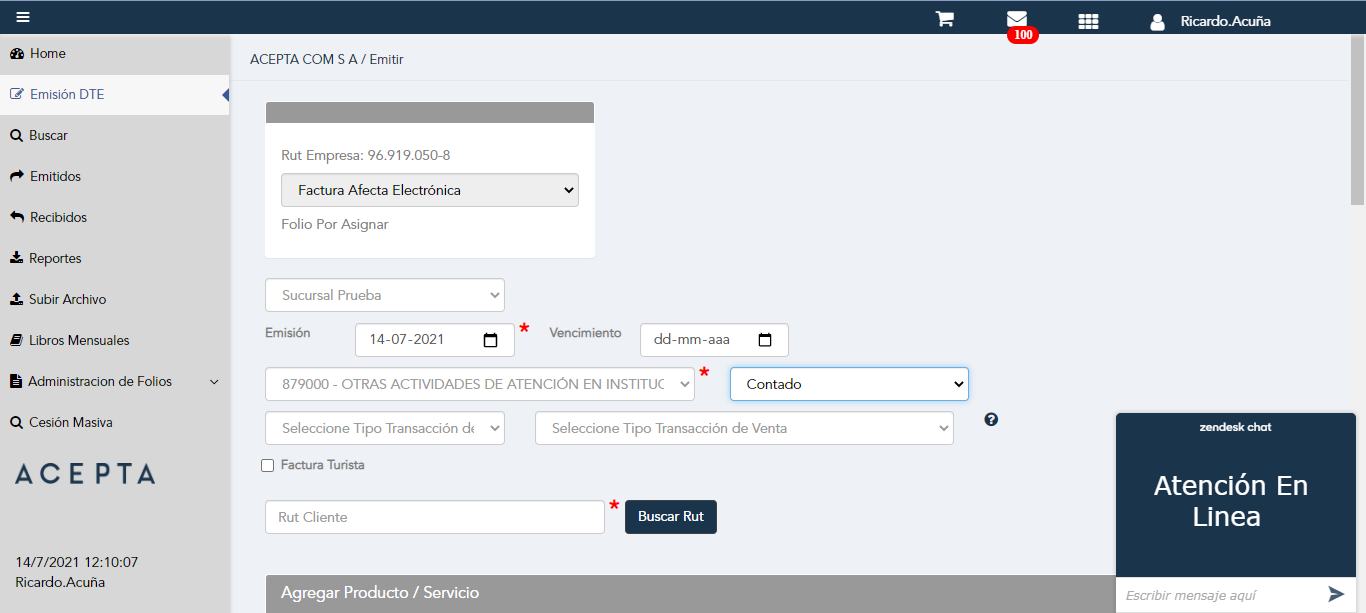 100
Ricardo.Acuña
Home
Emisión DTE
Buscar
Emitidos
Recibidos
Reportes
Subir Archivo
Libros Mensuales
Administracion de Folios
Cesión Masiva
ACEPTA
14/7/2021 12:10:07
Ricardo.Acuña
ACEPTA COM S A / Emitir
Rut Empresa: 96.919.050-8
Factura Afecta Electrónica
Folio Por Asignar
Sucursal Prueba
Emisión 14-07-2021 * Vencimiento dd-mm-aaa
879000 - OTRAS ACTIVIDADES DE ATENCIÓN EN INSTITUC * Contado
Seleccione Tipo Transacción de Seleccione Tipo Transacción de Venta ?
Factura Turista
Rut Cliente * Buscar Rut
Agregar Producto / Servicio
zendesk chat
Atención En
Linea
Escribir mensaje aquí